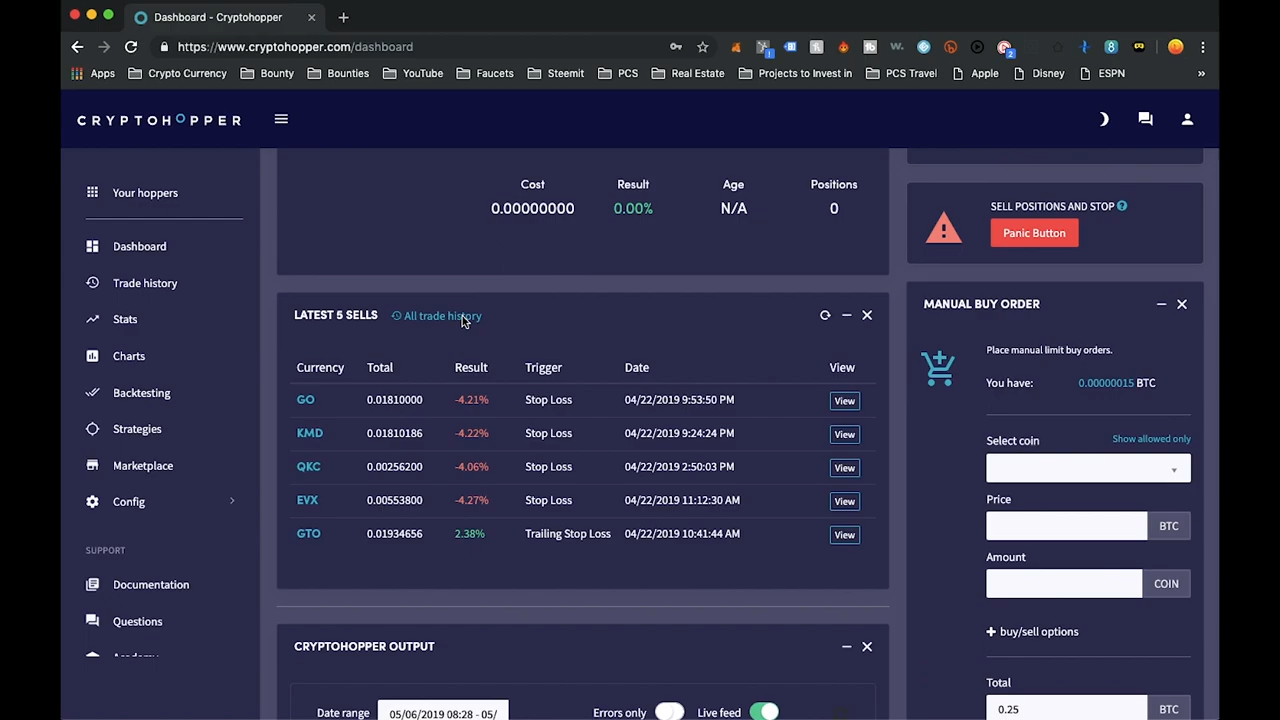 Dashboard - Cryptohopper
https://www.cryptohopper.com/dashboard
Apps Crypto Currency Bounty Bounties YouTube Faucets Steemit PCS Real Estate Projects to Invest in PCS Travel Apple Disney ESPN »
CRYPTOHOPPER
Your hoppers
Dashboard
Trade history
Stats
Charts
Backtesting
Strategies
Marketplace
Config
SUPPORT
Documentation
Questions
Cost Result Age Positions
0.00000000 0.00% N/A 0
LATEST 5 SELLS All trade history
Currency Total Result Trigger Date View
GO 0.01810000 -4.21% Stop Loss 04/22/2019 9:53:50 PM View
KMD 0.01810186 -4.22% Stop Loss 04/22/2019 9:24:24 PM View
QKC 0.00256200 -4.06% Stop Loss 04/22/2019 2:50:03 PM View
EVX 0.00553800 -4.27% Stop Loss 04/22/2019 11:12:30 AM View
GTO 0.01934656 2.38% Trailing Stop Loss 04/22/2019 10:41:44 AM View
CRYPTOHOPPER OUTPUT
Date range 05/06/2019 08:28 - 05/ Errors only Live feed
SELL POSITIONS AND STOP ?
Panic Button
MANUAL BUY ORDER
Place manual limit buy orders.
You have: 0.00000015 BTC
Select coin Show allowed only
Price
BTC
Amount
COIN
+ buy/sell options
Total
0.25 BTC